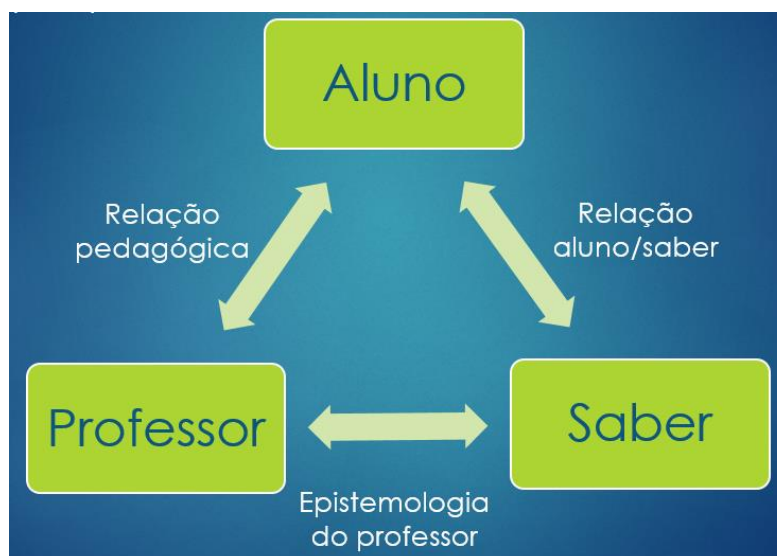 Aluno
Relação
pedagógica
Relação
aluno/saber
Professor
Saber
Epistemologia
do professor